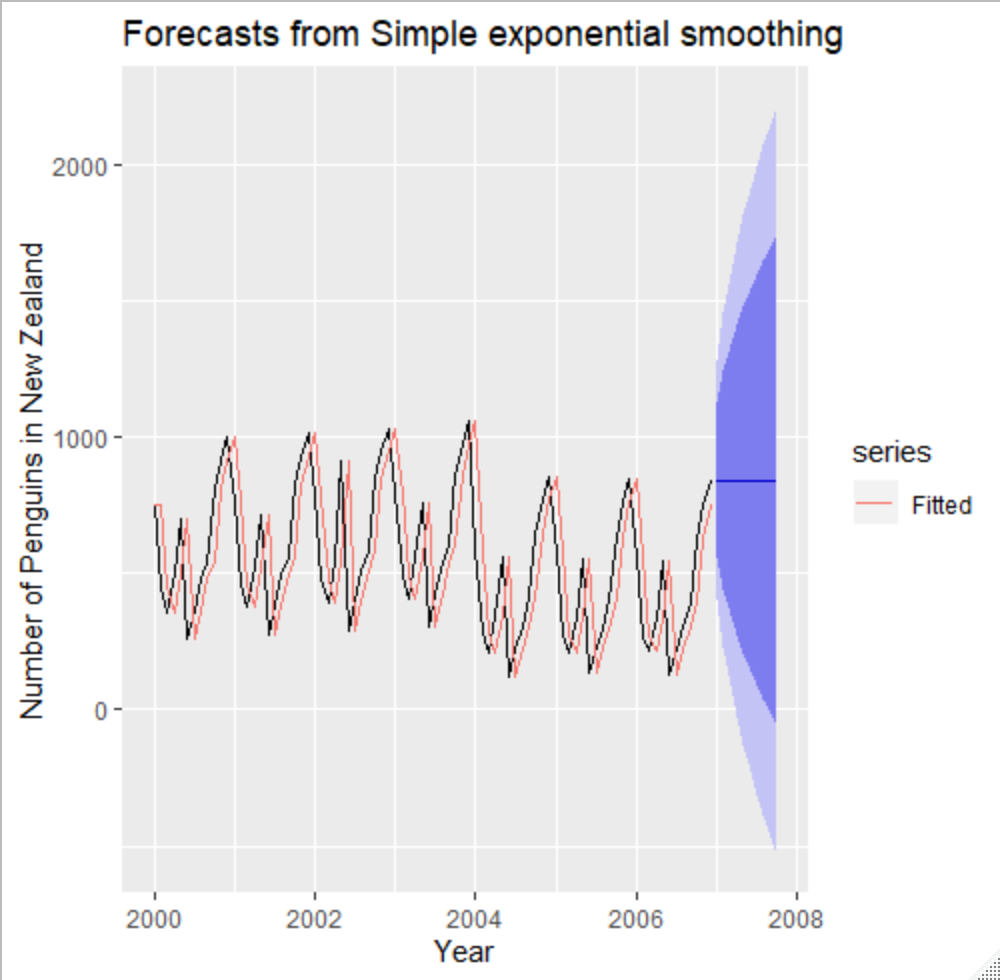 Forecasts from Simple exponential smoothing
2000
1000
0
Number of Penguins in New Zealand
2000 2002 2004 2006 2008
Year
series
Fitted